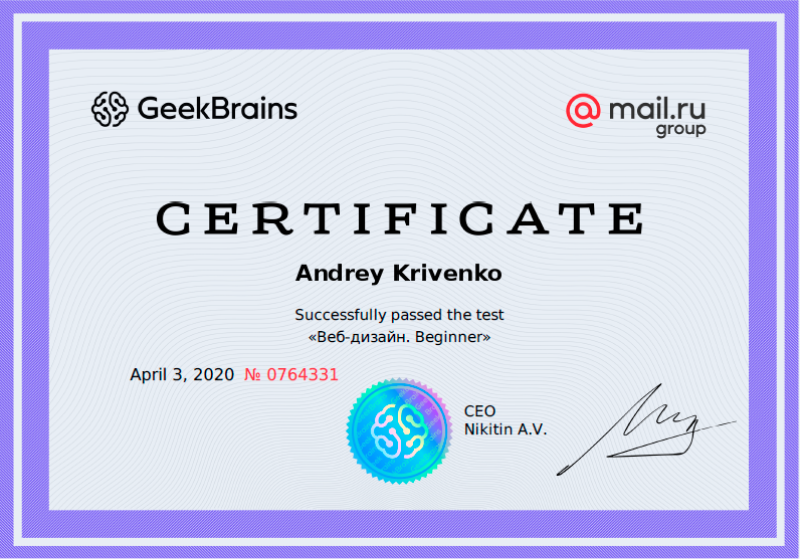 GeekBrains
@mail.ru
group
CERTIFICATE
Andrey Krivenko
Successfully passed the test
«Веб-дизайн. Beginner»
April 3, 2020 № 0764331
CEO
Nikitin A.V.